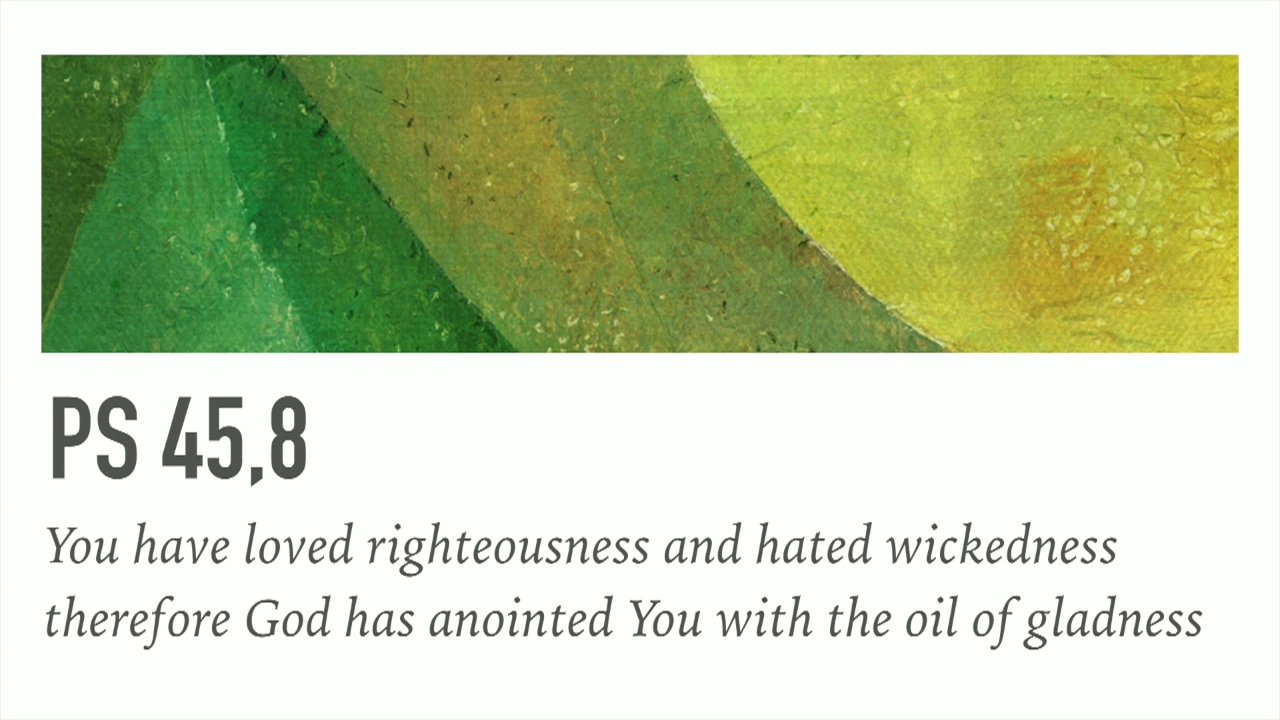 PS 45,8
You have loved righteousness and hated wickedness
therefore God has anointed You with the oil of gladness